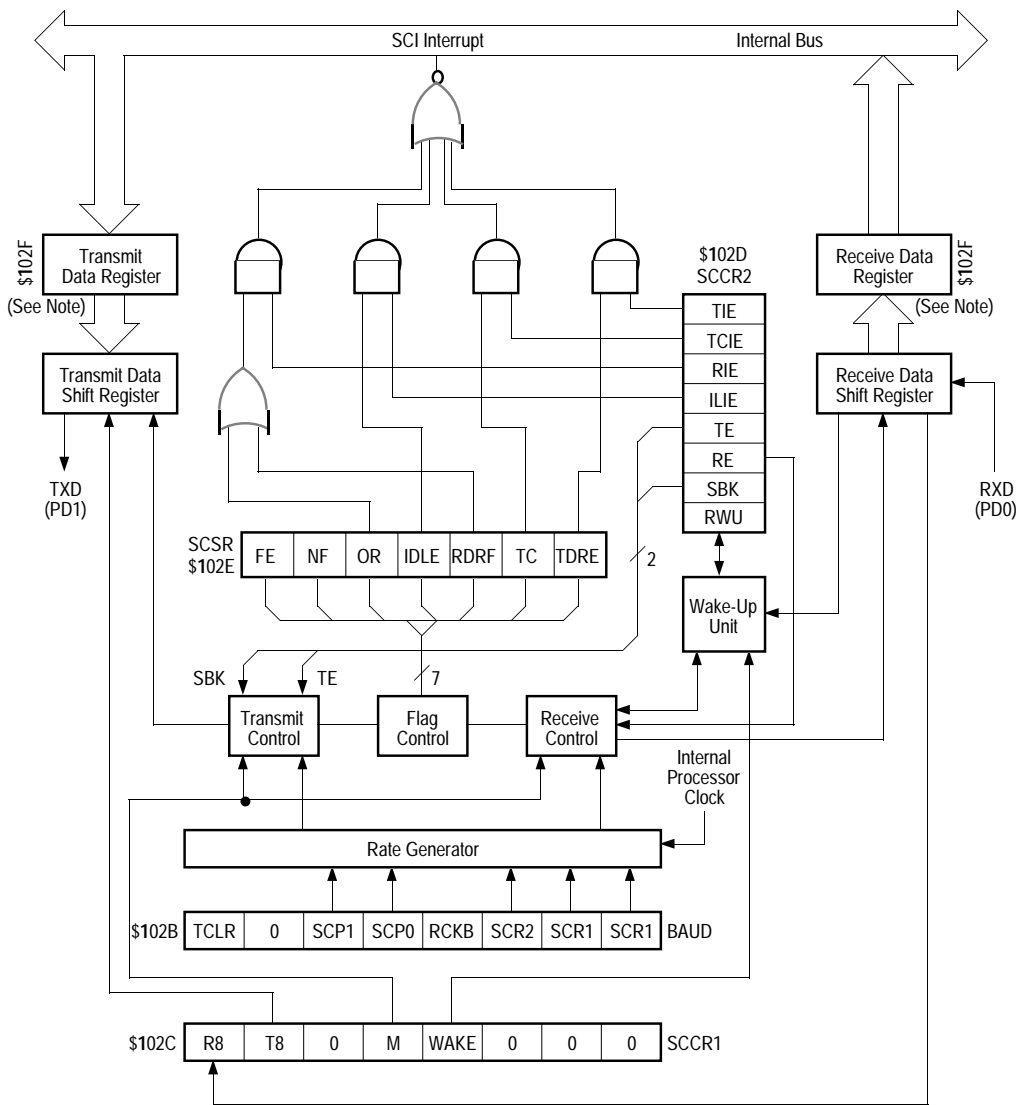 SCI Interrupt
Internal Bus
$102F
Transmit
Data Register
(See Note)
$102D
SCCR2
Receive Data
Register
$102F
(See Note)
TIE
TCIE
RIE
ILIE
TE
RE
SBK
RWU
Transmit Data
Shift Register
Receive Data
Shift Register
TXD
(PD1)
RXD
(PD0)
SCSR
$102E
FE NF OR IDLE RDRF TC TDRE
2
Wake-Up
Unit
SBK
TE
7
Transmit
Control
Flag
Control
Receive
Control
Internal
Processor
Clock
Rate Generator
$102B TCLR 0 SCP1 SCP0 RCKB SCR2 SCR1 SCR1 BAUD
$102C R8 T8 0 M WAKE 0 0 0 SCCR1